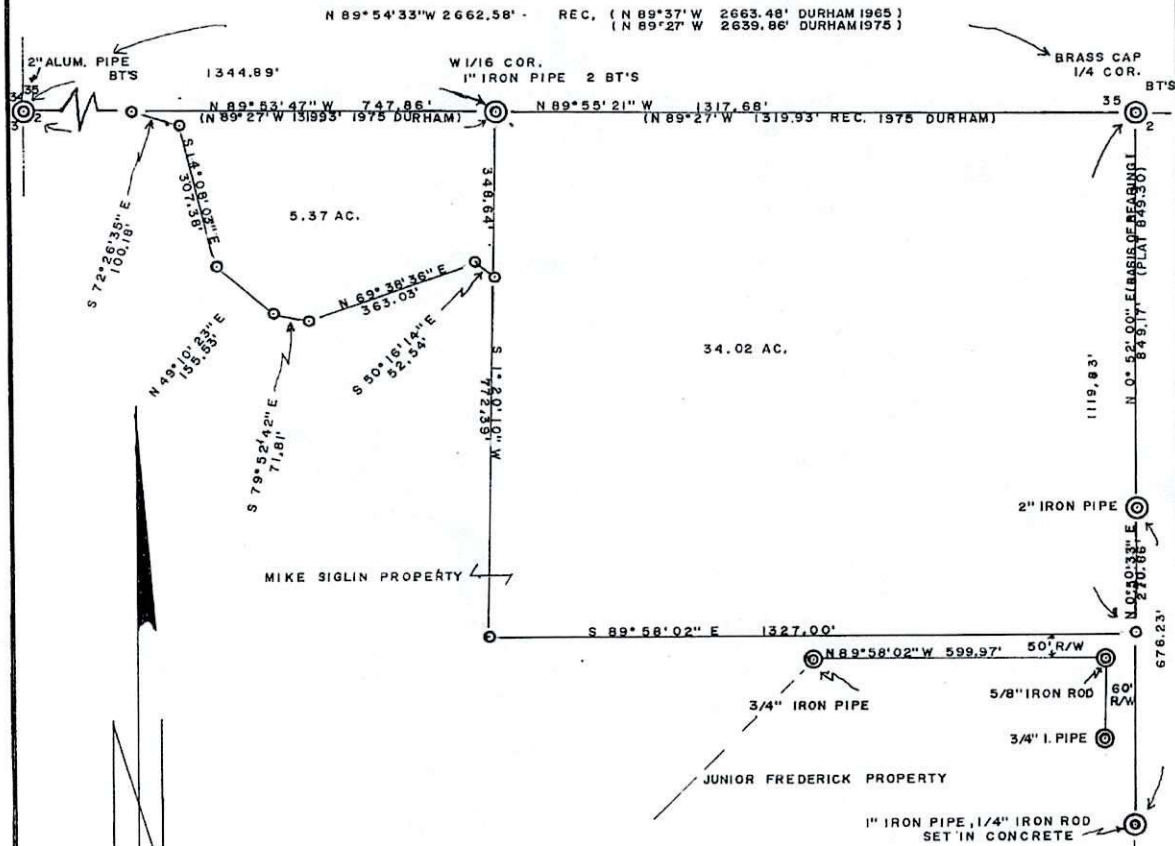 N 89°54'33"W 2662.58' - REC. (N 89°37'W 2663.48' DURHAM 1965)
(N 89°27'W 2639.86' DURHAM 1975)
2" ALUM. PIPE
BT'S
1344.89'
W 1/16 COR.
1" IRON PIPE 2 BT'S
BRASS CAP
1/4 COR.
BT'S
34 35
3 2
N 89°53'47" W 747.86'
(N 89°27'W 1319.93' 1975 DURHAM)
N 89°55'21" W 1317.68'
(N 89°27'W 1319.93' REC. 1975 DURHAM)
35
2
S 72°26'35" E
100.18'
S 14°08'03" E
307.38'
5.37 AC.
348.64'
N 49°10'23" E
155.53'
S 79°52'42" E
71.81'
N 69°38'36" E
363.03'
S 50°16'14" E
52.54'
S 1°20'10" W
772.39'
34.02 AC.
1119.83'
N 0°52'00" E (BASIS OF BEARING)
849.17' (PLAT 849.30)
2" IRON PIPE
N 0°50'33" E
270.66'
676.23'
MIKE SIGLIN PROPERTY
S 89°58'02" E 1327.00'
N 89°58'02" W 599.97'
50' R/W
3/4" IRON PIPE
5/8" IRON ROD
60'
R/W
3/4" I. PIPE
JUNIOR FREDERICK PROPERTY
1" IRON PIPE, 1/4" IRON ROD
SET IN CONCRETE